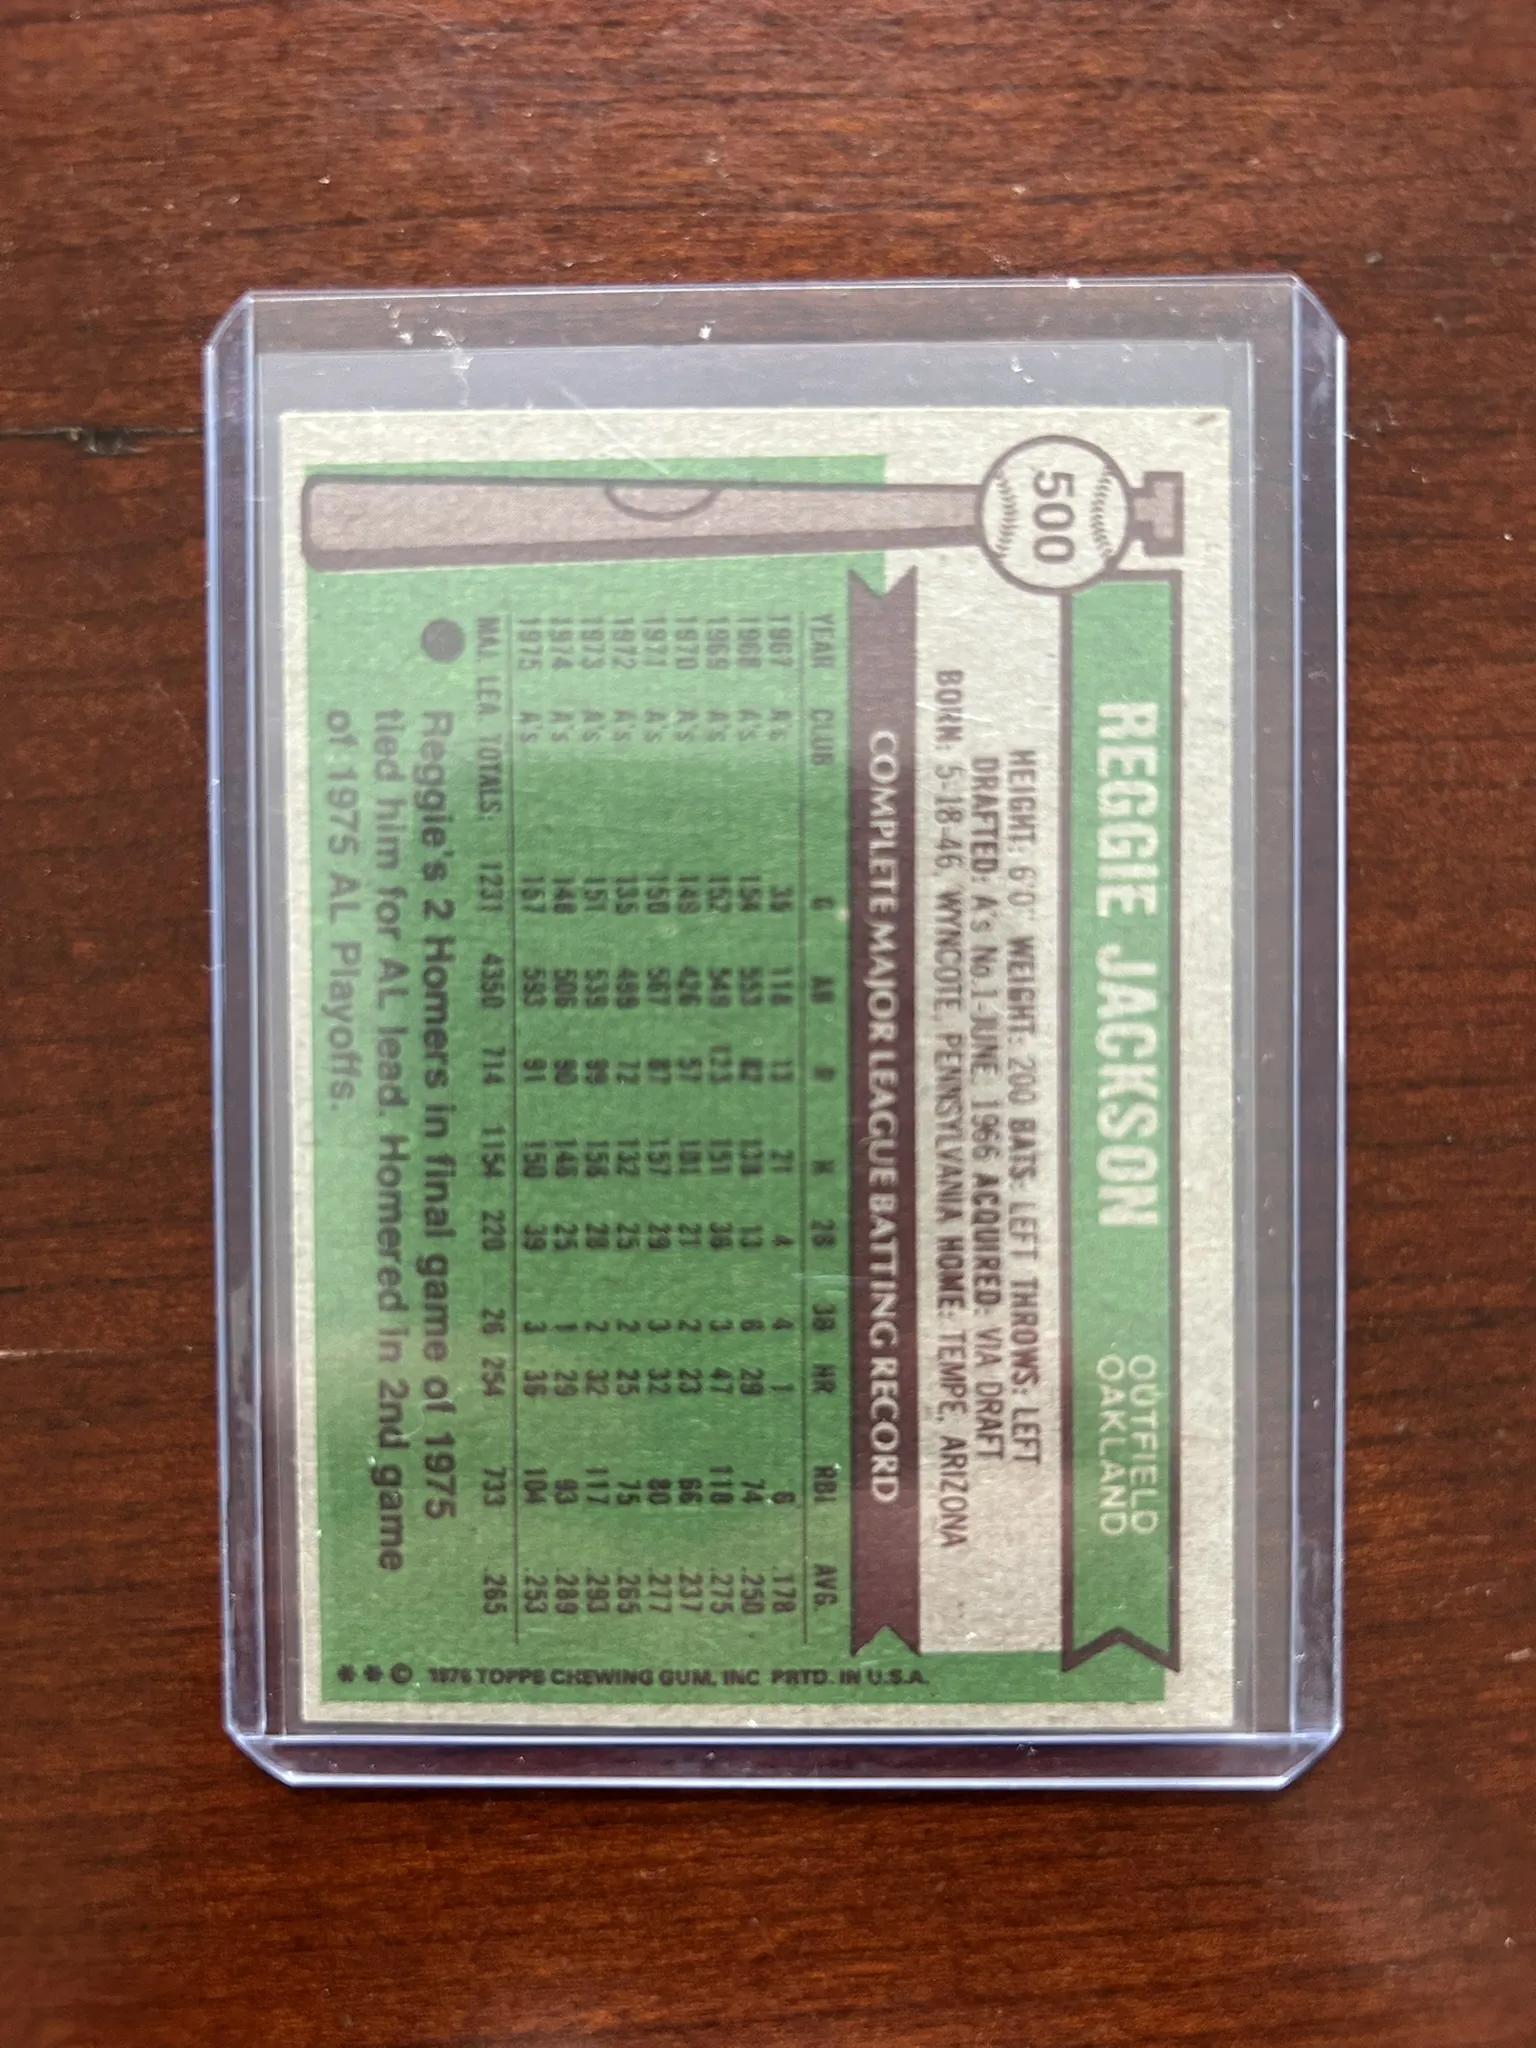 500
REGGIE JACKSON
OUTFIELD
OAKLAND
HEIGHT: 6'0" WEIGHT: 200 BATS: LEFT THROWS: LEFT
DRAFTED: A's No.1-JUNE, 1966 ACQUIRED: VIA DRAFT
BORN: 5-18-46, WYNCOTE, PENNSYLVANIA HOME: TEMPE, ARIZONA
COMPLETE MAJOR LEAGUE BATTING RECORD
YEAR CLUB G AB R H 2B 3B HR RBI AVG.
1967 A's 35 118 13 21 4 4 1 6 .178
1968 A's 154 553 82 138 13 6 29 74 .250
1969 A's 152 549 123 151 36 3 47 118 .275
1970 A's 149 426 57 101 21 2 23 66 .237
1971 A's 150 567 87 157 29 3 32 80 .277
1972 A's 135 499 72 132 25 2 25 75 .265
1973 A's 151 539 99 158 28 2 32 117 .293
1974 A's 148 506 90 146 25 1 29 93 .289
1975 A's 157 593 91 150 39 3 36 104 .253
MAJ. LEA. TOTALS: 1231 4350 714 1154 220 26 254 733 .265
Reggie's 2 Homers in final game of 1975
tied him for AL lead. Homered in 2nd game
of 1975 AL Playoffs.
**© 1976 TOPPS CHEWING GUM, INC PRTD. IN U.S.A.